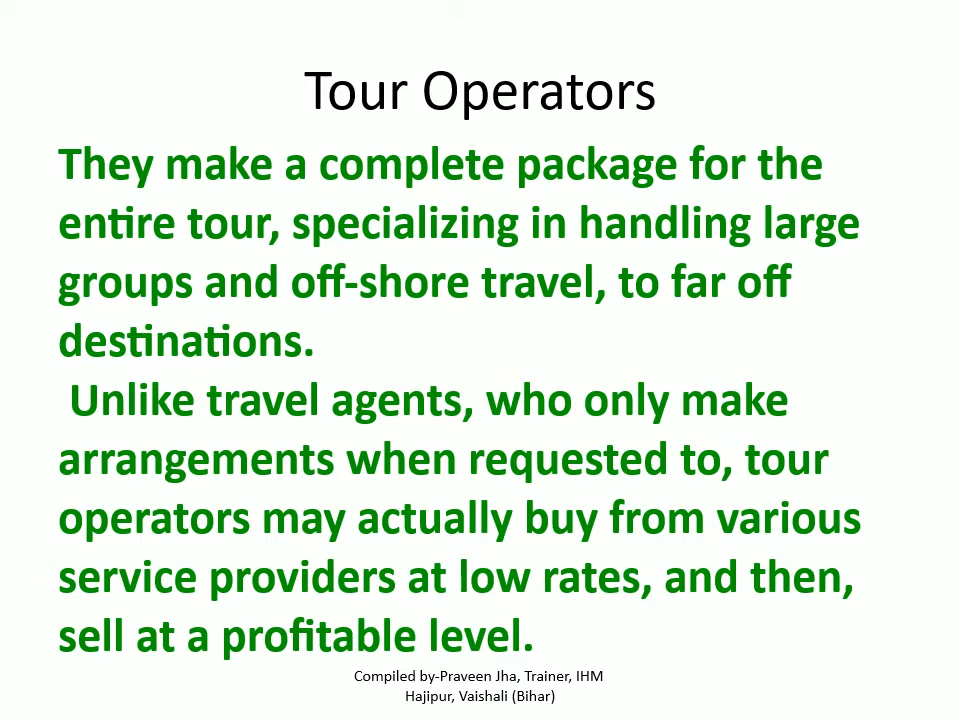 Tour Operators
They make a complete package for the
entire tour, specializing in handling large
groups and off-shore travel, to far off
destinations.
Unlike travel agents, who only make
arrangements when requested to, tour
operators may actually buy from various
service providers at low rates, and then,
sell at a profitable level.
Compiled by-Praveen Jha, Trainer, IHM
Hajipur, Vaishali (Bihar)